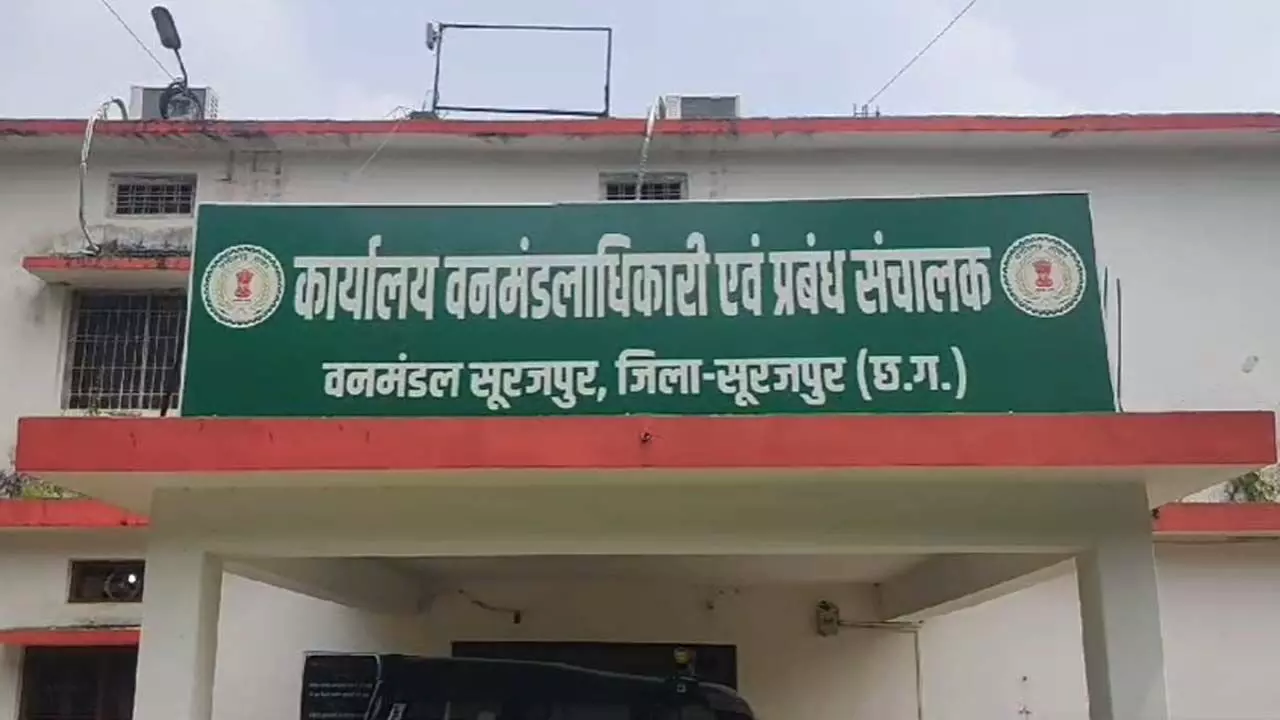 कार्यालय वनमंडलाधिकारी एवं प्रबंध संचालक
वनमंडल सूरजपुर, जिला-सूरजपुर (छ.ग.)